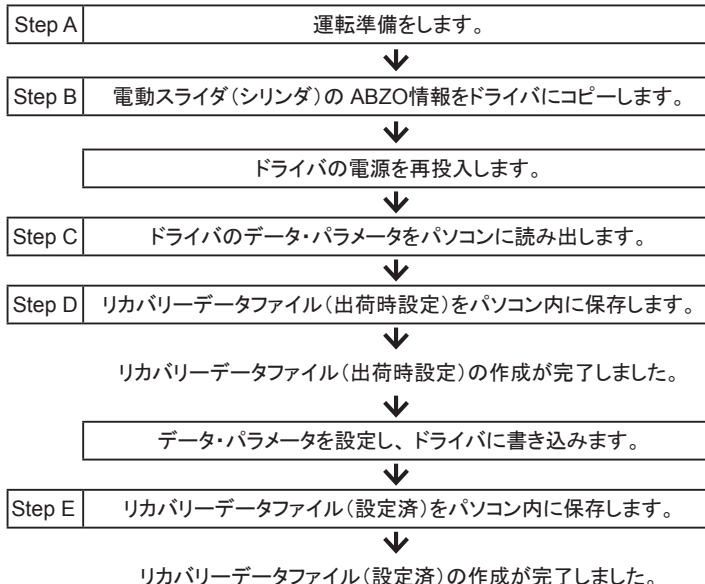 Step A 運転準備をします。
Step B 電動スライダ（シリンダ）の ABZO情報をドライバにコピーします。
ドライバの電源を再投入します。
Step C ドライバのデータ・パラメータをパソコンに読み出します。
Step D リカバリーデータファイル（出荷時設定）をパソコン内に保存します。
リカバリーデータファイル（出荷時設定）の作成が完了しました。
データ・パラメータを設定し、ドライバに書き込みます。
Step E リカバリーデータファイル（設定済）をパソコン内に保存します。
リカバリーデータファイル（設定済）の作成が完了しました。